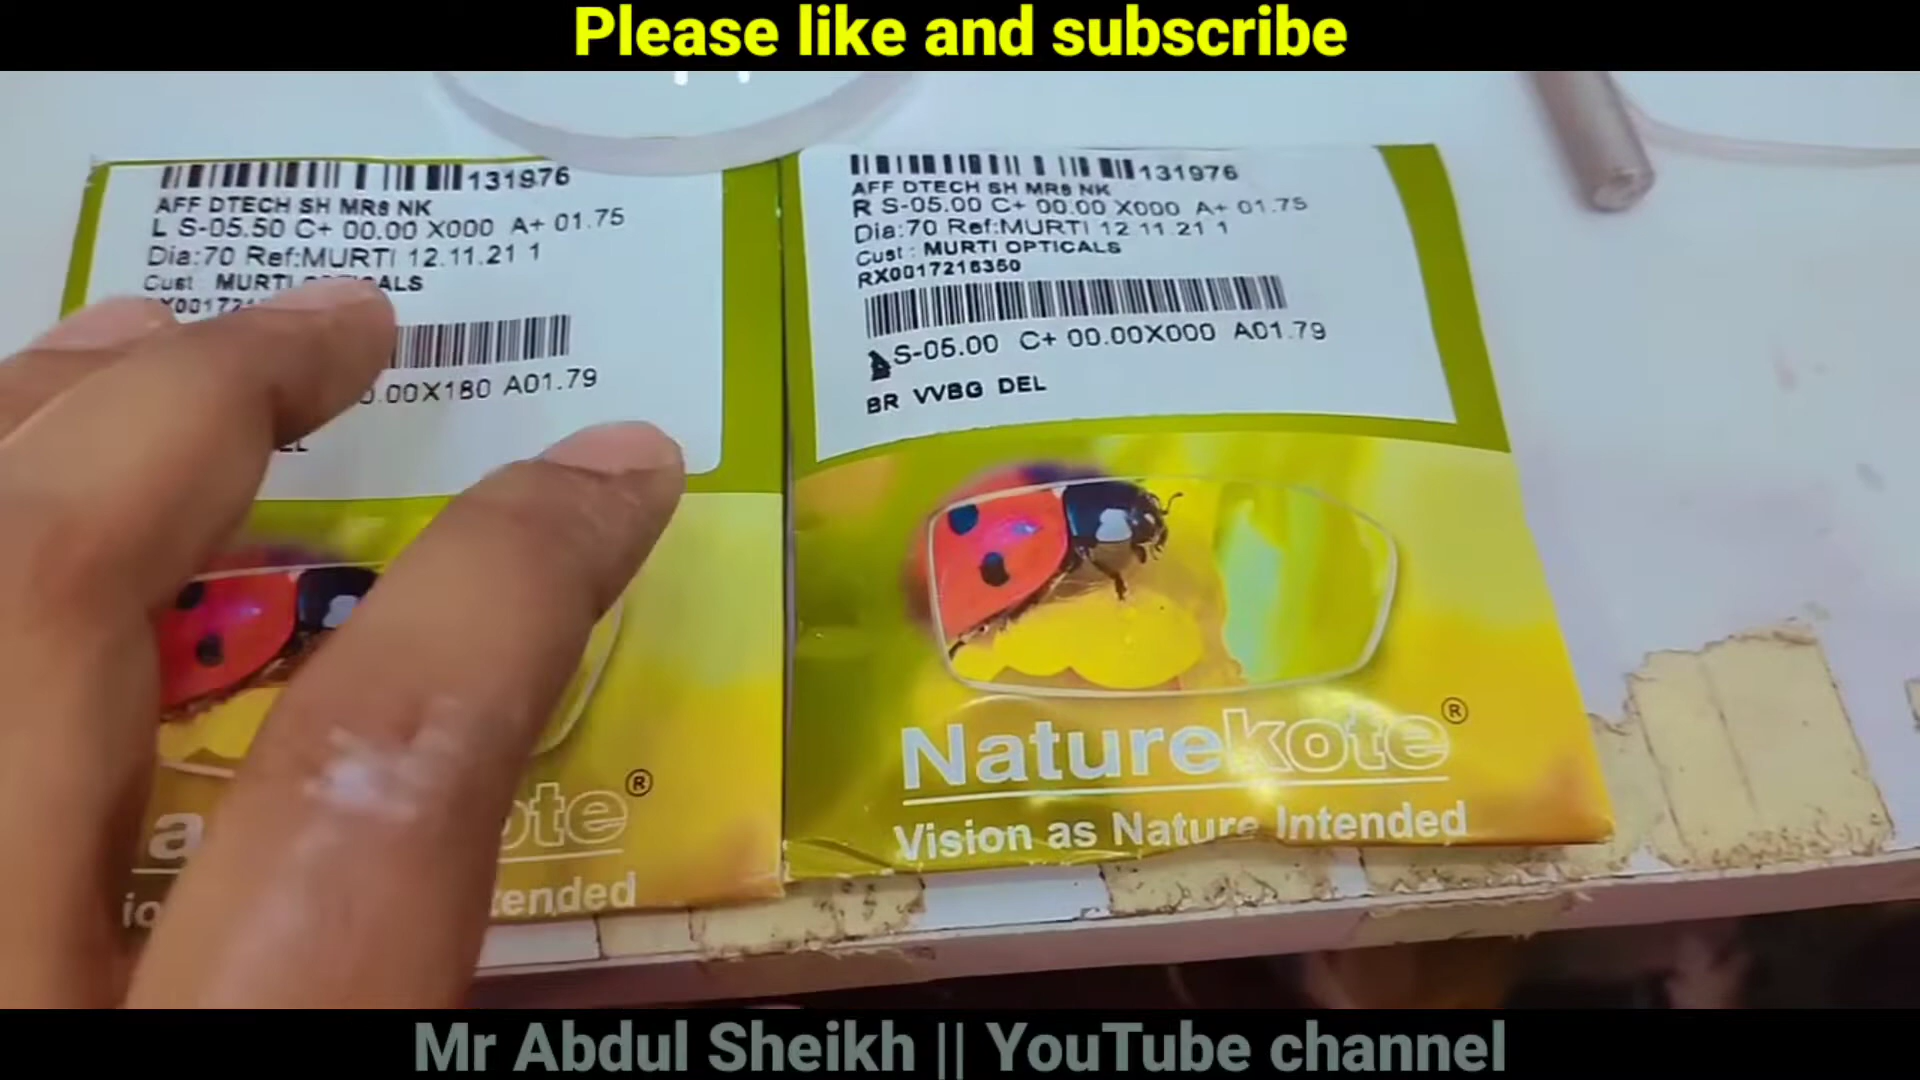 Please like and subscribe
131976
AFF DTECH SH MR8 NK
L S-05.50 C+ 00.00 X000 A+ 01.75
Dia:70 Ref:MURTI 12.11.21 1
Cust : MURTI OPTICALS
0.00X180 A01.79
131976
AFF DTECH SH MR8 NK
R S-05.00 C+ 00.00 X000 A+ 01.75
Dia:70 Ref:MURTI 12 11.21 1
Cust : MURTI OPTICALS
RX0017216350
S-05.00 C+ 00.00X000 A01.79
BR VVBG DEL
Naturekote®
Vision as Nature Intended
ote®
tended
Mr Abdul Sheikh || YouTube channel